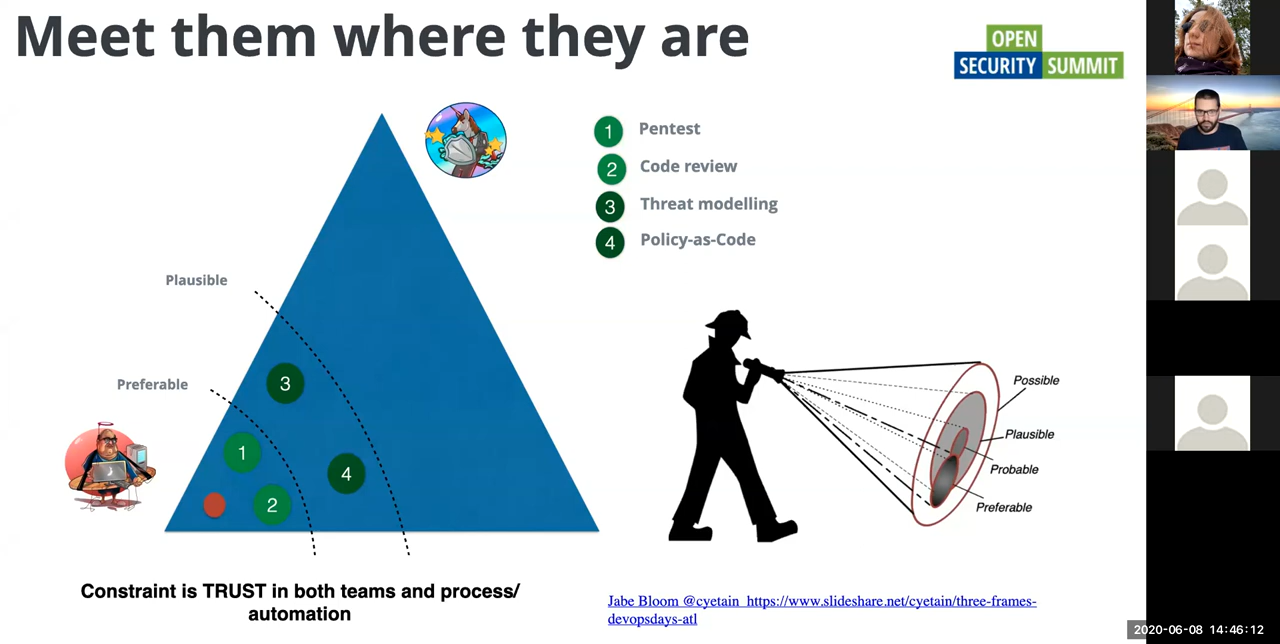 Meet them where they are
OPEN
SECURITY SUMMIT
1 Pentest
2 Code review
3 Threat modelling
4 Policy-as-Code
Plausible
Preferable
3
1
4
2
Possible
Plausible
Probable
Preferable
Constraint is TRUST in both teams and process/
automation
Jabe Bloom @cyetain https://www.slideshare.net/cyetain/three-frames-
devopsdays-atl
2020-06-08 14:46:12